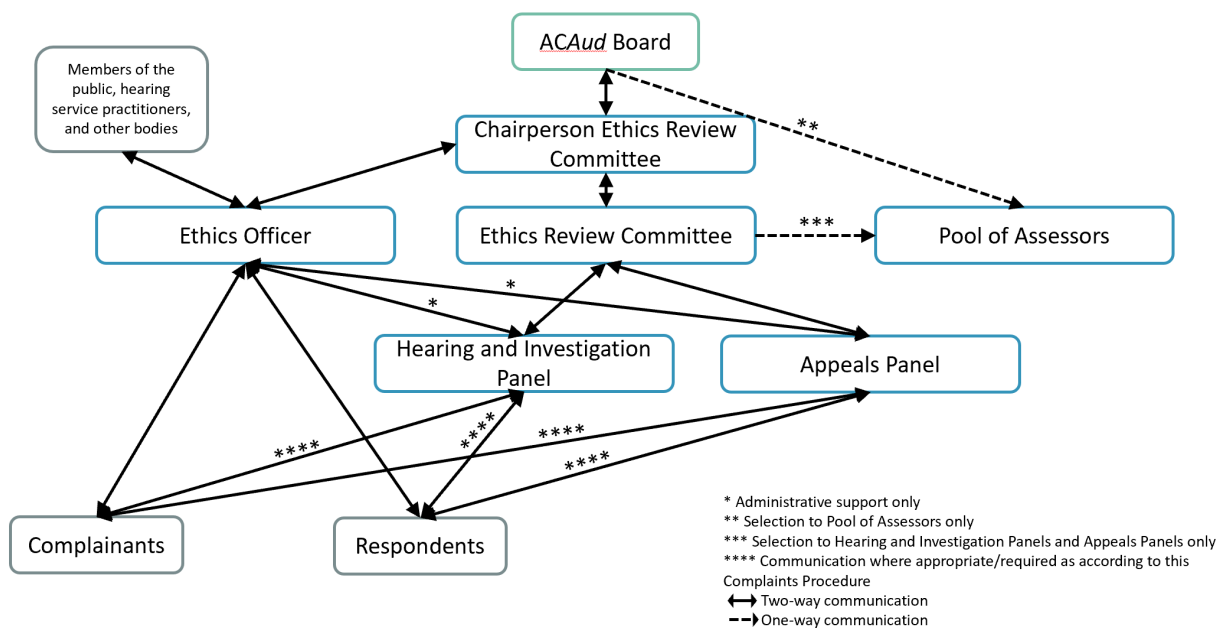 ACAud Board
Members of the
public, hearing
service practitioners,
and other bodies
Chairperson Ethics Review
Committee
**
Ethics Officer
Ethics Review Committee
***
Pool of Assessors
*
*
Hearing and Investigation
Panel
Appeals Panel
****
****
****
****
Complainants
Respondents
* Administrative support only
** Selection to Pool of Assessors only
*** Selection to Hearing and Investigation Panels and Appeals Panels only
**** Communication where appropriate/required as according to this
Complaints Procedure
Two-way communication
One-way communication